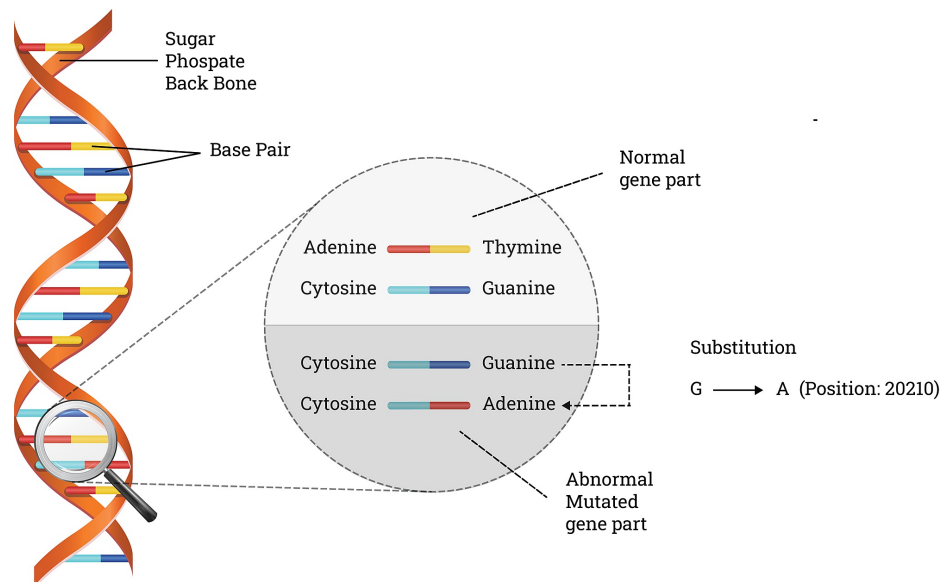 Sugar
Phospate
Back Bone
Base Pair
Normal
gene part
Adenine Thymine
Cytosine Guanine
Cytosine Guanine
Cytosine Adenine
Substitution
G A (Position: 20210)
Abnormal
Mutated
gene part
-